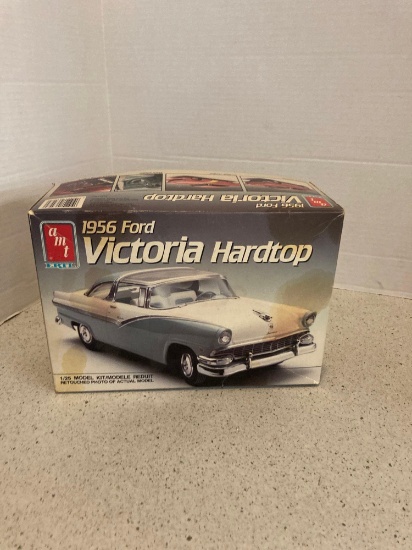 1956 Ford
Victoria Hardtop
amt
1956 Ford
Victoria Hardtop
amt
ERTL
1/25 MODEL KIT/MODELE REDUIT
RETOUCHED PHOTO OF ACTUAL MODEL